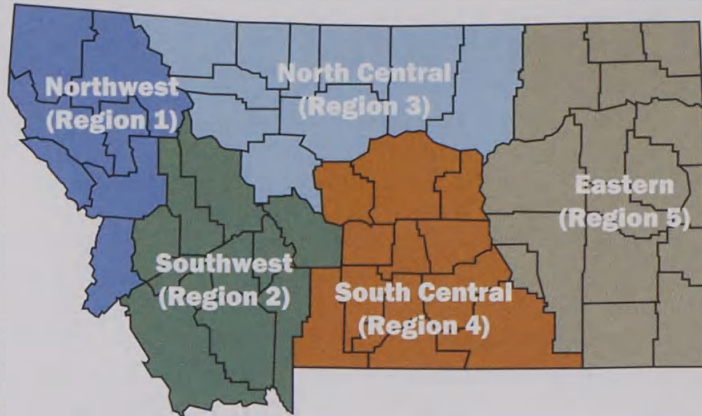 Northwest
(Region 1)
North Central
(Region 3)
Eastern
(Region 5)
Southwest
(Region 2)
South Central
(Region 4)